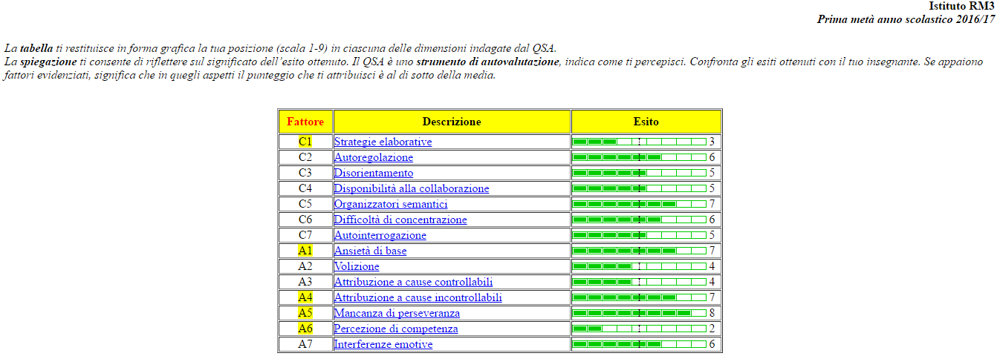 Istituto RM3
Prima metà anno scolastico 2016/17
La tabella ti restituisce in forma grafica la tua posizione (scala 1-9) in ciascuna delle dimensioni indagate dal QSA.
La spiegazione ti consente di riflettere sul significato dell'esito ottenuto. Il QSA è uno strumento di autovalutazione, indica come ti percepisci. Confronta gli esiti ottenuti con il tuo insegnante. Se appaiono
fattori evidenziati, significa che in quegli aspetti il punteggio che ti attribuisci è al di sotto della media.
Fattore Descrizione Esito
C1 Strategie elaborative 3
C2 Autoregolazione 6
C3 Disorientamento 5
C4 Disponibilità alla collaborazione 5
C5 Organizzatori semantici 7
C6 Difficoltà di concentrazione 6
C7 Autointerrogazione 5
A1 Ansietà di base 7
A2 Volizione 4
A3 Attribuzione a cause controllabili 4
A4 Attribuzione a cause incontrollabili 7
A5 Mancanza di perseveranza 8
A6 Percezione di competenza 2
A7 Interferenze emotive 6